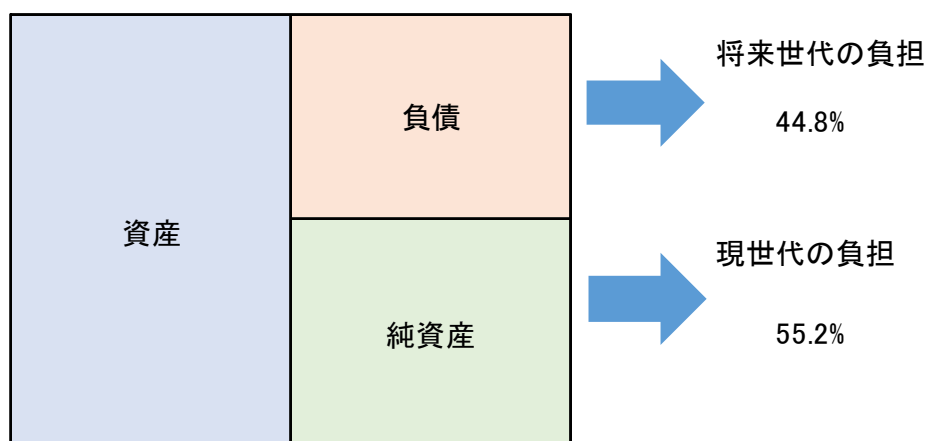 資産
負債
純資産
将来世代の負担
44.8%
現世代の負担
55.2%